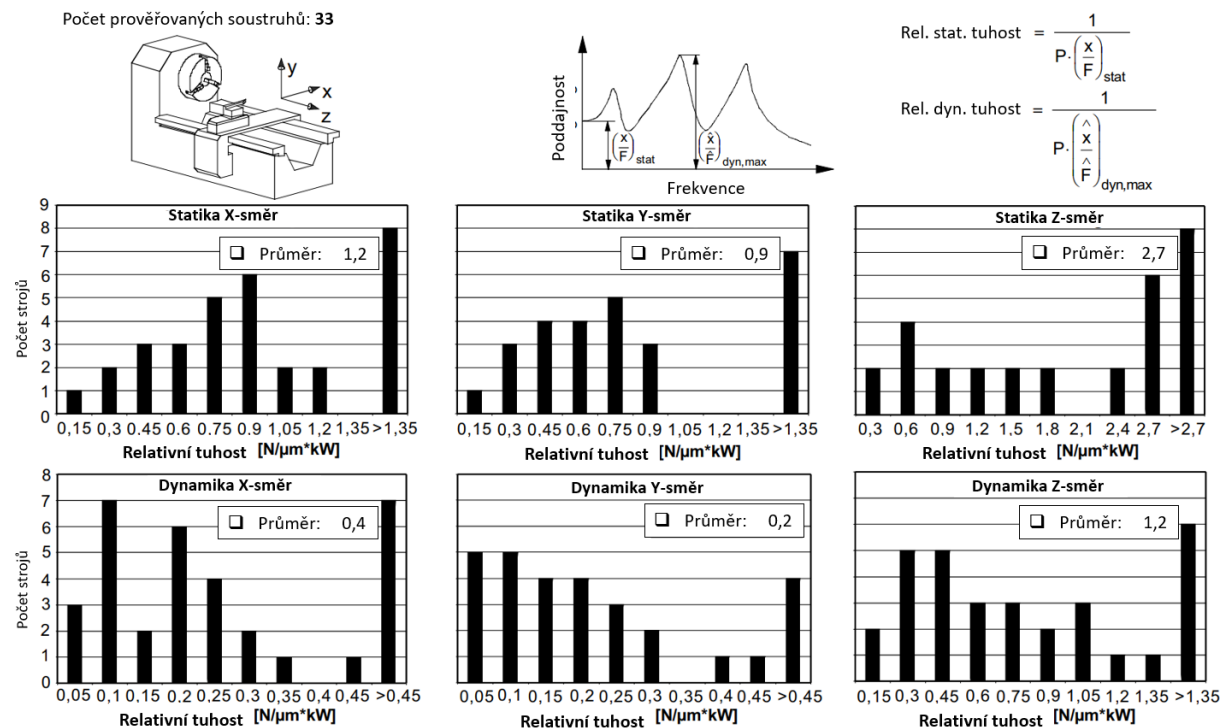 Počet prověřovaných soustruhů: 33
y
x
z
Poddajnost
(x/F)stat
(x̂/F̂)dyn,max
Frekvence
Rel. stat. tuhost = 1 / P·(x/F)stat
Rel. dyn. tuhost = 1 / P·(x̂/F̂)dyn,max
Počet strojů
9
8
7
6
5
4
3
2
1
0
Statika X-směr
Průměr: 1,2
0,15 0,3 0,45 0,6 0,75 0,9 1,05 1,2 1,35 >1,35
Relativní tuhost [N/µm*kW]
Statika Y-směr
Průměr: 0,9
0,15 0,3 0,45 0,6 0,75 0,9 1,05 1,2 1,35 >1,35
Relativní tuhost [N/µm*kW]
Statika Z-směr
Průměr: 2,7
0,3 0,6 0,9 1,2 1,5 1,8 2,1 2,4 2,7 >2,7
Relativní tuhost [N/µm*kW]
Počet strojů
8
7
6
5
4
3
2
1
0
Dynamika X-směr
Průměr: 0,4
0,05 0,1 0,15 0,2 0,25 0,3 0,35 0,4 0,45 >0,45
Relativní tuhost [N/µm*kW]
Dynamika Y-směr
Průměr: 0,2
0,05 0,1 0,15 0,2 0,25 0,3 0,35 0,4 0,45 >0,45
Relativní tuhost [N/µm*kW]
Dynamika Z-směr
Průměr: 1,2
0,15 0,3 0,45 0,6 0,75 0,9 1,05 1,2 1,35 >1,35
Relativní tuhost [N/µm*kW]